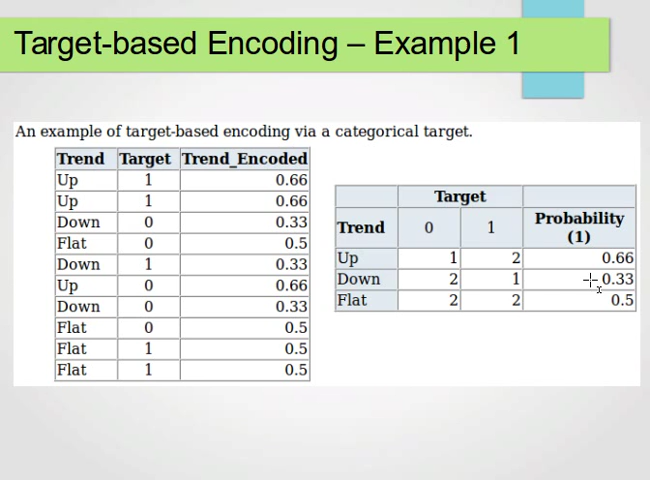 Target-based Encoding – Example 1
An example of target-based encoding via a categorical target.
Trend Target Trend_Encoded
Up 1 0.66
Up 1 0.66
Down 0 0.33
Flat 0 0.5
Down 1 0.33
Up 0 0.66
Down 0 0.33
Flat 0 0.5
Flat 1 0.5
Flat 1 0.5
Target
Trend 0 1 Probability (1)
Up 1 2 0.66
Down 2 1 0.33
Flat 2 2 0.5